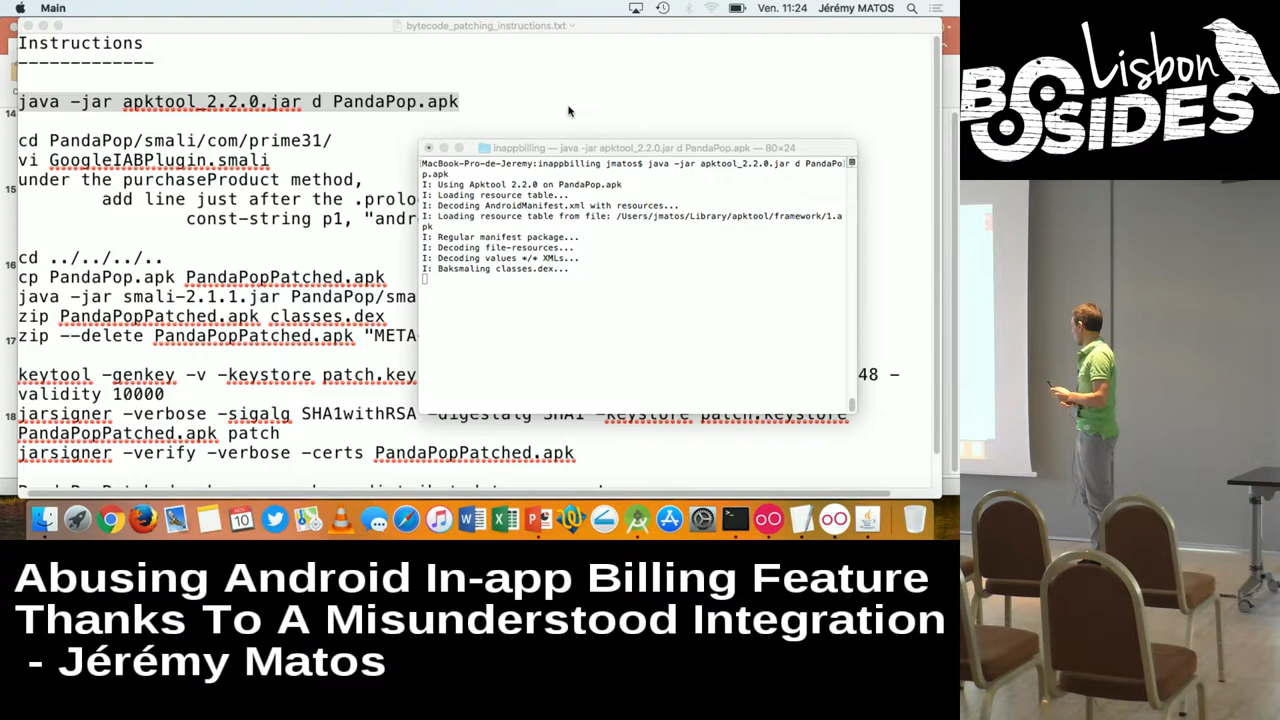 Main
Ven. 11:24 Jérémy MATOS
bytecode_patching_instructions.txt
Instructions
-------------
java -jar apktool_2.2.0.jar d PandaPop.apk
cd PandaPop/smali/com/prime31/
vi GoogleIABPlugin.smali
under the purchaseProduct method,
add line just after the .prolo
const-string p1, "andr
cd ../../../..
cp PandaPop.apk PandaPopPatched.apk
java -jar smali-2.1.1.jar PandaPop/sma
zip PandaPopPatched.apk classes.dex
zip --delete PandaPopPatched.apk "META-
keytool -genkey -v -keystore patch.key 48 -
validity 10000
jarsigner -verbose -sigalg SHA1withRSA -digestalg SHA1 -keystore patch.keystore
PandaPopPatched.apk patch
jarsigner -verify -verbose -certs PandaPopPatched.apk
inappbilling — java -jar apktool_2.2.0.jar d PandaPop.apk — 80×24
MacBook-Pro-de-Jeremy:inappbilling jmatos$ java -jar apktool_2.2.0.jar d PandaPo
p.apk
I: Using Apktool 2.2.0 on PandaPop.apk
I: Loading resource table...
I: Decoding AndroidManifest.xml with resources...
I: Loading resource table from file: /Users/jmatos/Library/apktool/framework/1.a
pk
I: Regular manifest package...
I: Decoding file-resources...
I: Decoding values */* XMLs...
I: Baksmaling classes.dex...
14
15
16
17
18
NOV
10
Lisbon
BSIDES
Abusing Android In-app Billing Feature
Thanks To A Misunderstood Integration
- Jérémy Matos